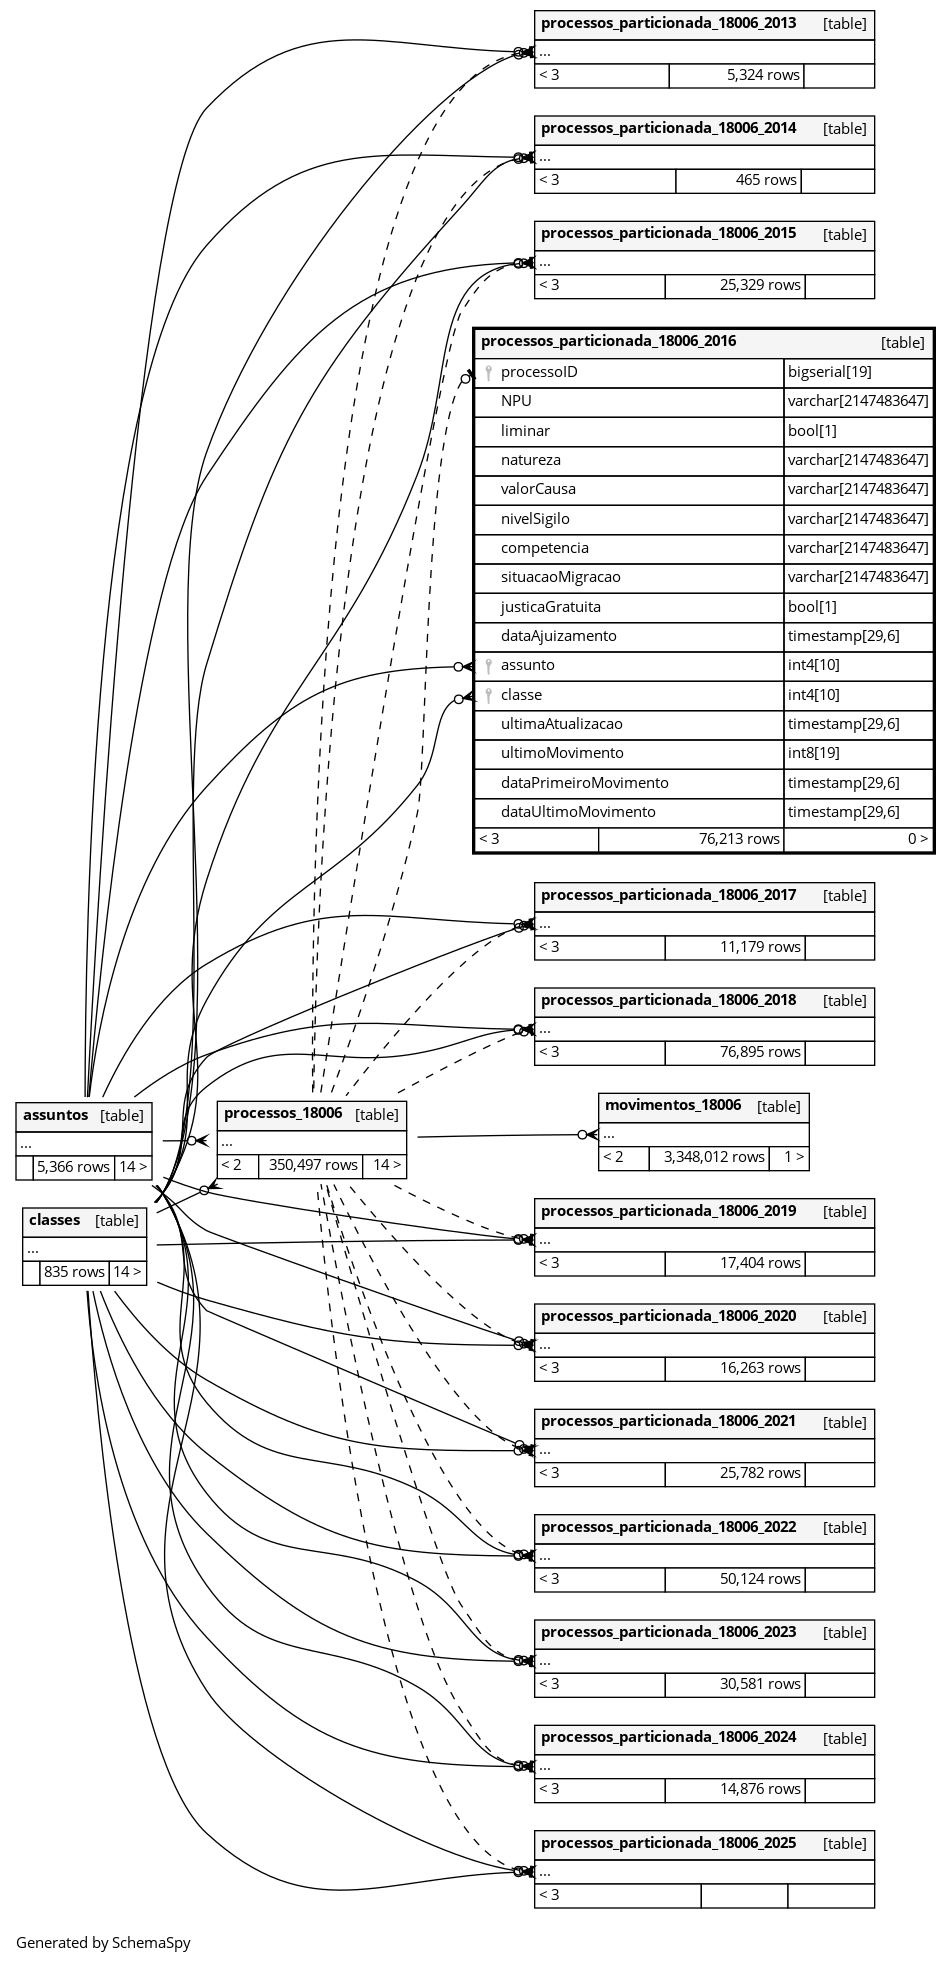 processos_particionada_18006_2013 [table]
...
< 3 5,324 rows
processos_particionada_18006_2014 [table]
...
< 3 465 rows
processos_particionada_18006_2015 [table]
...
< 3 25,329 rows
processos_particionada_18006_2016 [table]
processoID bigserial[19]
NPU varchar[2147483647]
liminar bool[1]
natureza varchar[2147483647]
valorCausa varchar[2147483647]
nivelSigilo varchar[2147483647]
competencia varchar[2147483647]
situacaoMigracao varchar[2147483647]
justicaGratuita bool[1]
dataAjuizamento timestamp[29,6]
assunto int4[10]
classe int4[10]
ultimaAtualizacao timestamp[29,6]
ultimoMovimento int8[19]
dataPrimeiroMovimento timestamp[29,6]
dataUltimoMovimento timestamp[29,6]
< 3 76,213 rows 0 >
processos_particionada_18006_2017 [table]
...
< 3 11,179 rows
processos_particionada_18006_2018 [table]
...
< 3 76,895 rows
assuntos [table]
...
5,366 rows 14 >
processos_18006 [table]
...
< 2 350,497 rows 14 >
movimentos_18006 [table]
...
< 2 3,348,012 rows 1 >
classes [table]
...
835 rows 14 >
processos_particionada_18006_2019 [table]
...
< 3 17,404 rows
processos_particionada_18006_2020 [table]
...
< 3 16,263 rows
processos_particionada_18006_2021 [table]
...
< 3 25,782 rows
processos_particionada_18006_2022 [table]
...
< 3 50,124 rows
processos_particionada_18006_2023 [table]
...
< 3 30,581 rows
processos_particionada_18006_2024 [table]
...
< 3 14,876 rows
processos_particionada_18006_2025 [table]
...
< 3
Generated by SchemaSpy